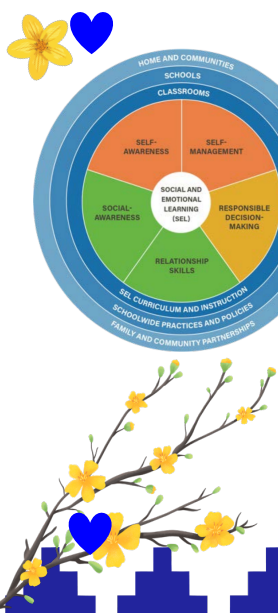 HOME AND COMMUNITIES
SCHOOLS
CLASSROOMS
SELF-
AWARENESS
SELF-
MANAGEMENT
SOCIAL AND
EMOTIONAL
LEARNING
(SEL)
SOCIAL-
AWARENESS
RESPONSIBLE
DECISION-
MAKING
RELATIONSHIP
SKILLS
SEL CURRICULUM AND INSTRUCTION
SCHOOLWIDE PRACTICES AND POLICIES
FAMILY AND COMMUNITY PARTNERSHIPS